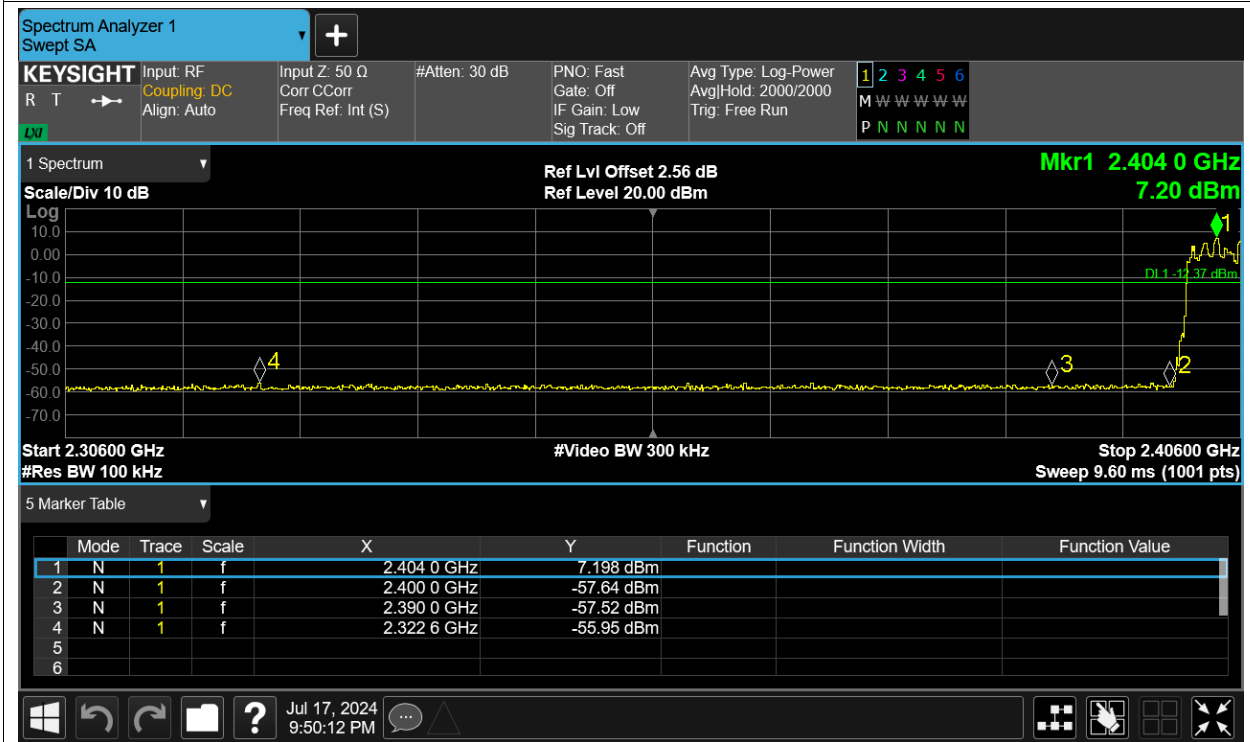 Spectrum Analyzer 1
Swept SA
KEYSIGHT
R T
LXI
Input: RF
Coupling: DC
Align: Auto
Input Z: 50 Ω
Corr CCorr
Freq Ref: Int (S)
#Atten: 30 dB
PNO: Fast
Gate: Off
IF Gain: Low
Sig Track: Off
Avg Type: Log-Power
Avg|Hold: 2000/2000
Trig: Free Run
1 2 3 4 5 6
M W W W W W
P N N N N N
1 Spectrum
Scale/Div 10 dB
Ref Lvl Offset 2.56 dB
Ref Level 20.00 dBm
Mkr1 2.404 0 GHz
7.20 dBm
Log
10.0
0.00
-10.0
-20.0
-30.0
-40.0
-50.0
-60.0
-70.0
1
DL1 -12.37 dBm
4
3
2
Start 2.30600 GHz
#Video BW 300 kHz
Stop 2.40600 GHz
#Res BW 100 kHz
Sweep 9.60 ms (1001 pts)
5 Marker Table
Mode Trace Scale X Y Function Function Width Function Value
1 N 1 f 2.404 0 GHz 7.198 dBm
2 N 1 f 2.400 0 GHz -57.64 dBm
3 N 1 f 2.390 0 GHz -57.52 dBm
4 N 1 f 2.322 6 GHz -55.95 dBm
5
6
?
Jul 17, 2024
9:50:12 PM